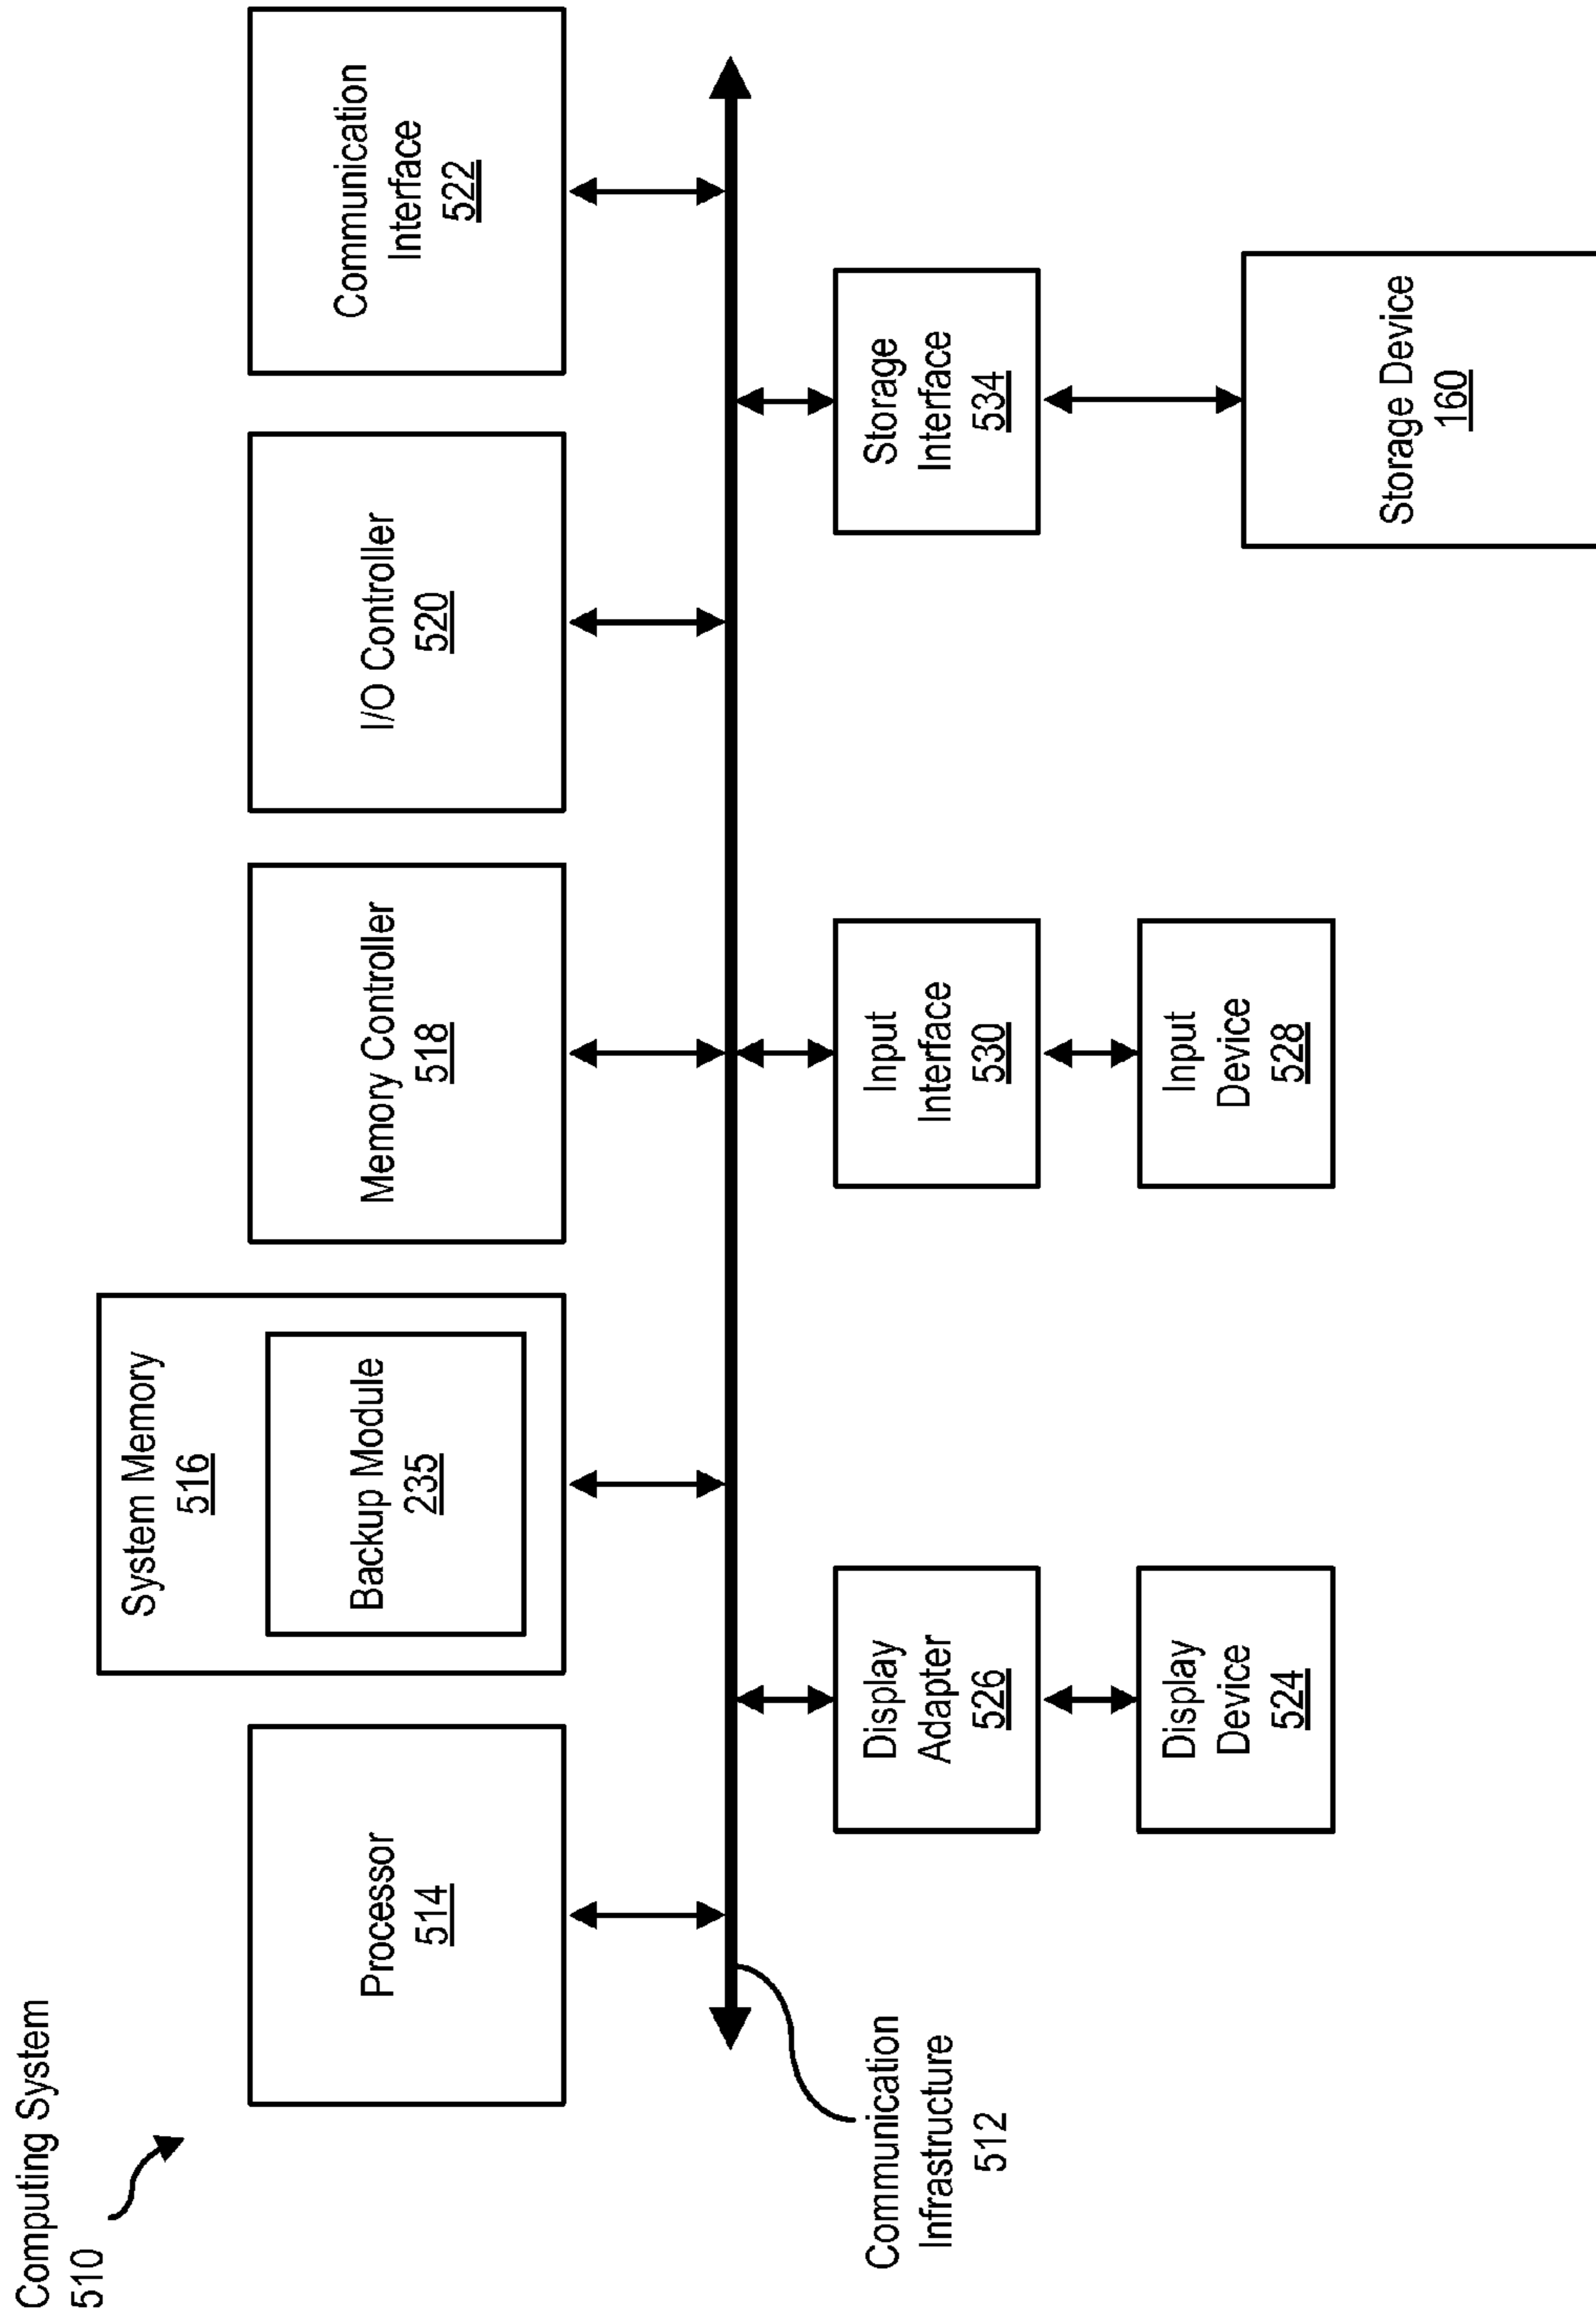 Computing System
510
Processor
514
System Memory
516
Backup Module
235
Memory Controller
518
I/O Controller
520
Communication
Interface
522
Communication
Infrastructure
512
Display
Adapter
526
Input
Interface
530
Storage
Interface
534
Display
Device
524
Input
Device
528
Storage Device
160